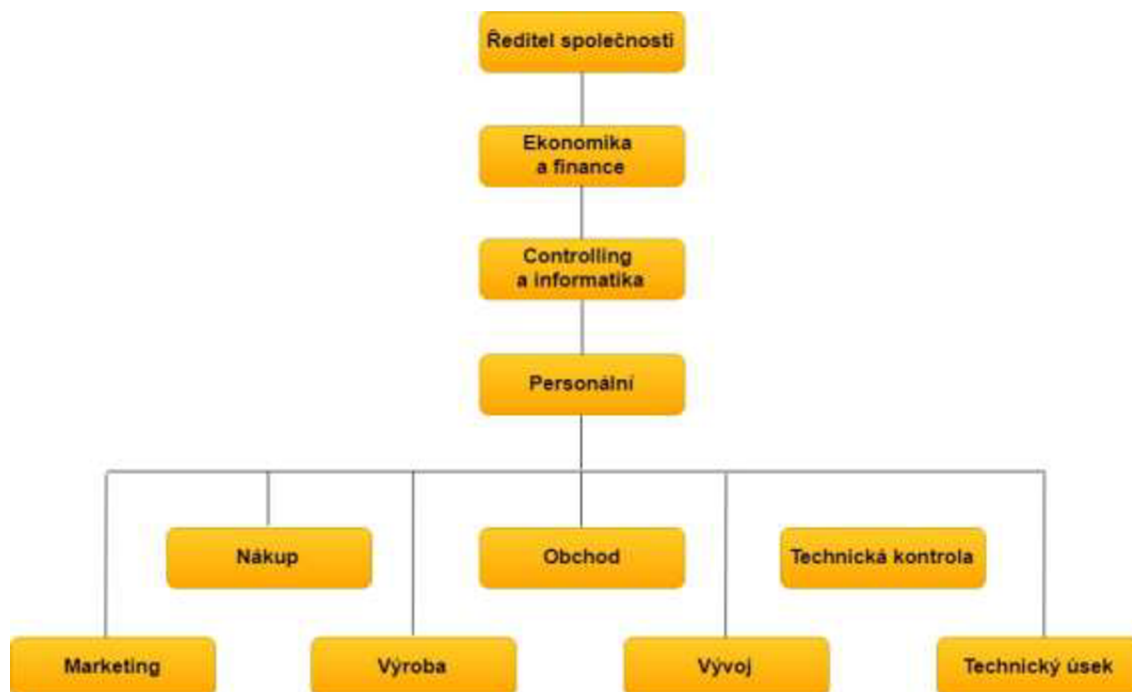 Ředitel společnosti
Ekonomika
a finance
Controlling
a informatika
Personální
Nákup
Obchod
Technická kontrola
Marketing
Výroba
Vývoj
Technický úsek